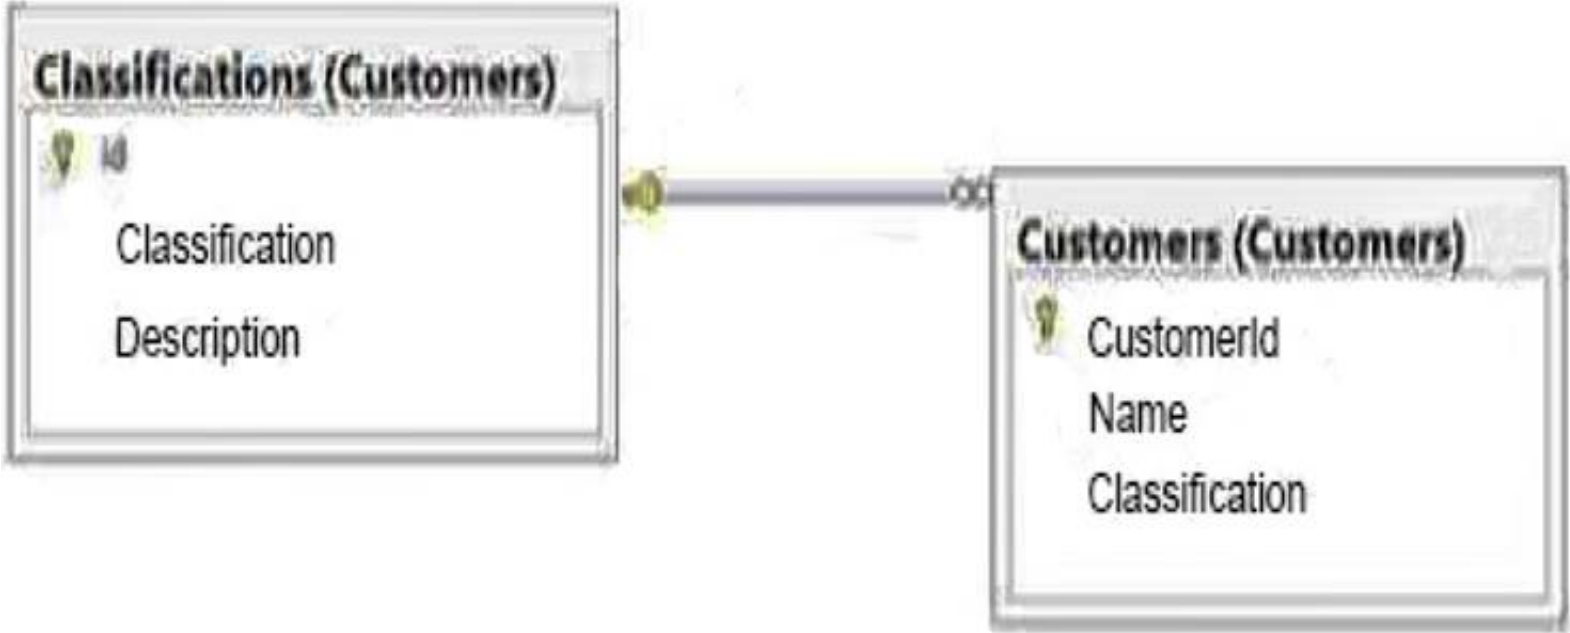 Classifications (Customers)
Id
Classification
Description
Customers (Customers)
CustomerId
Name
Classification